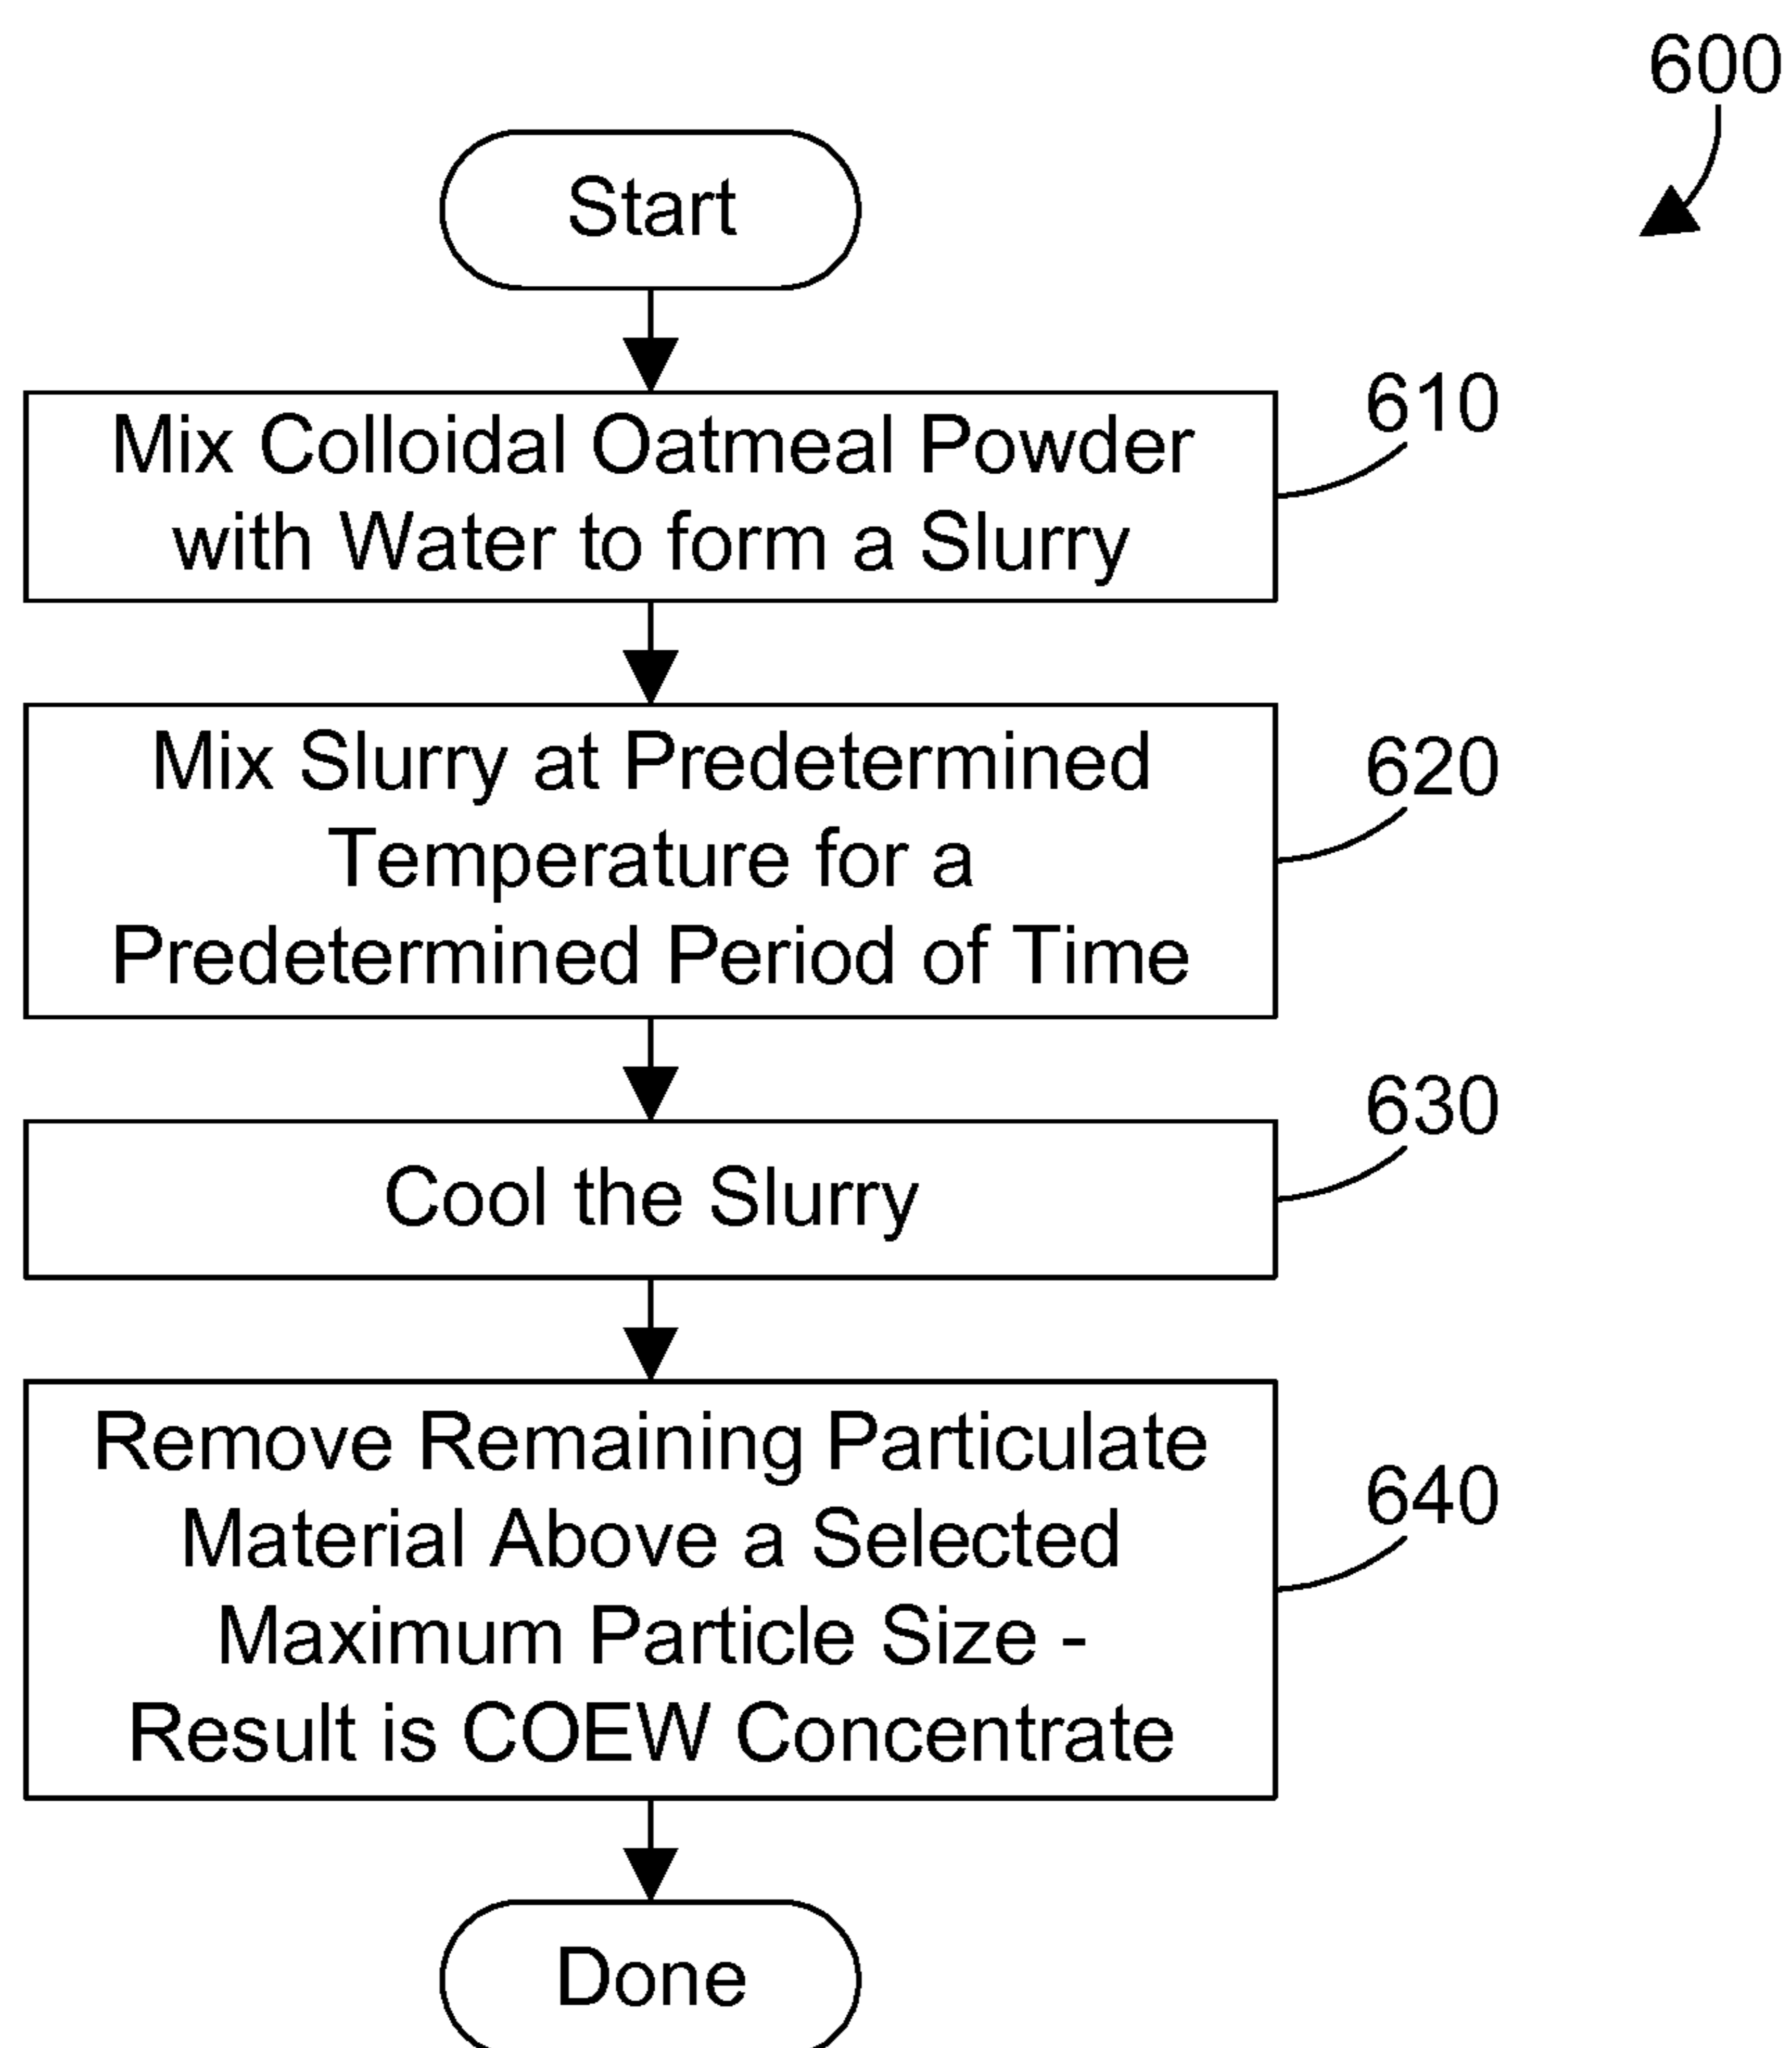 600
Start
Mix Colloidal Oatmeal Powder
with Water to form a Slurry
610
Mix Slurry at Predetermined
Temperature for a
Predetermined Period of Time
620
Cool the Slurry
630
Remove Remaining Particulate
Material Above a Selected
Maximum Particle Size -
Result is COEW Concentrate
640
Done